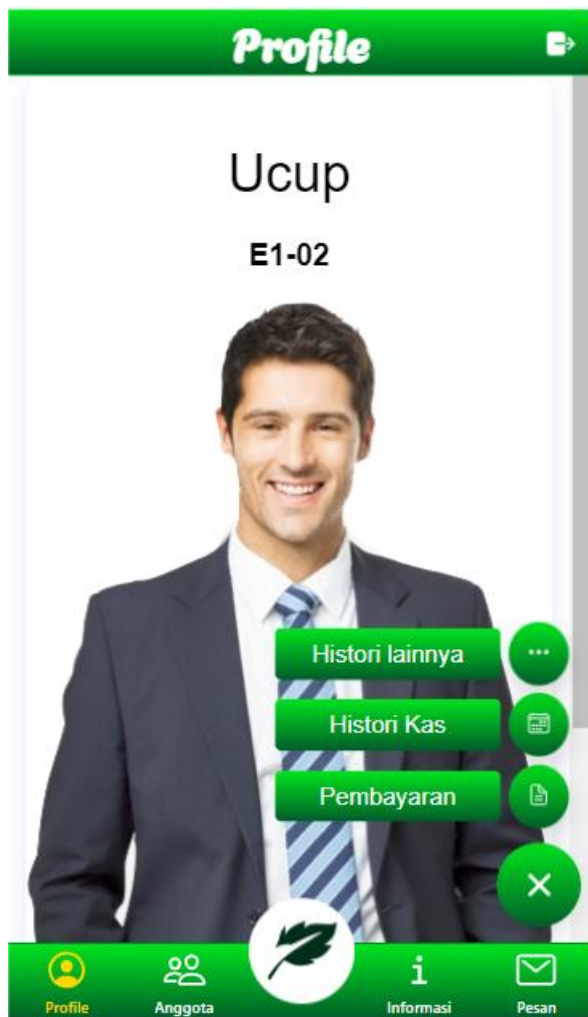 Profile
Ucup
E1-02
Histori lainnya
Histori Kas
Pembayaran
Profile Anggota Informasi Pesan